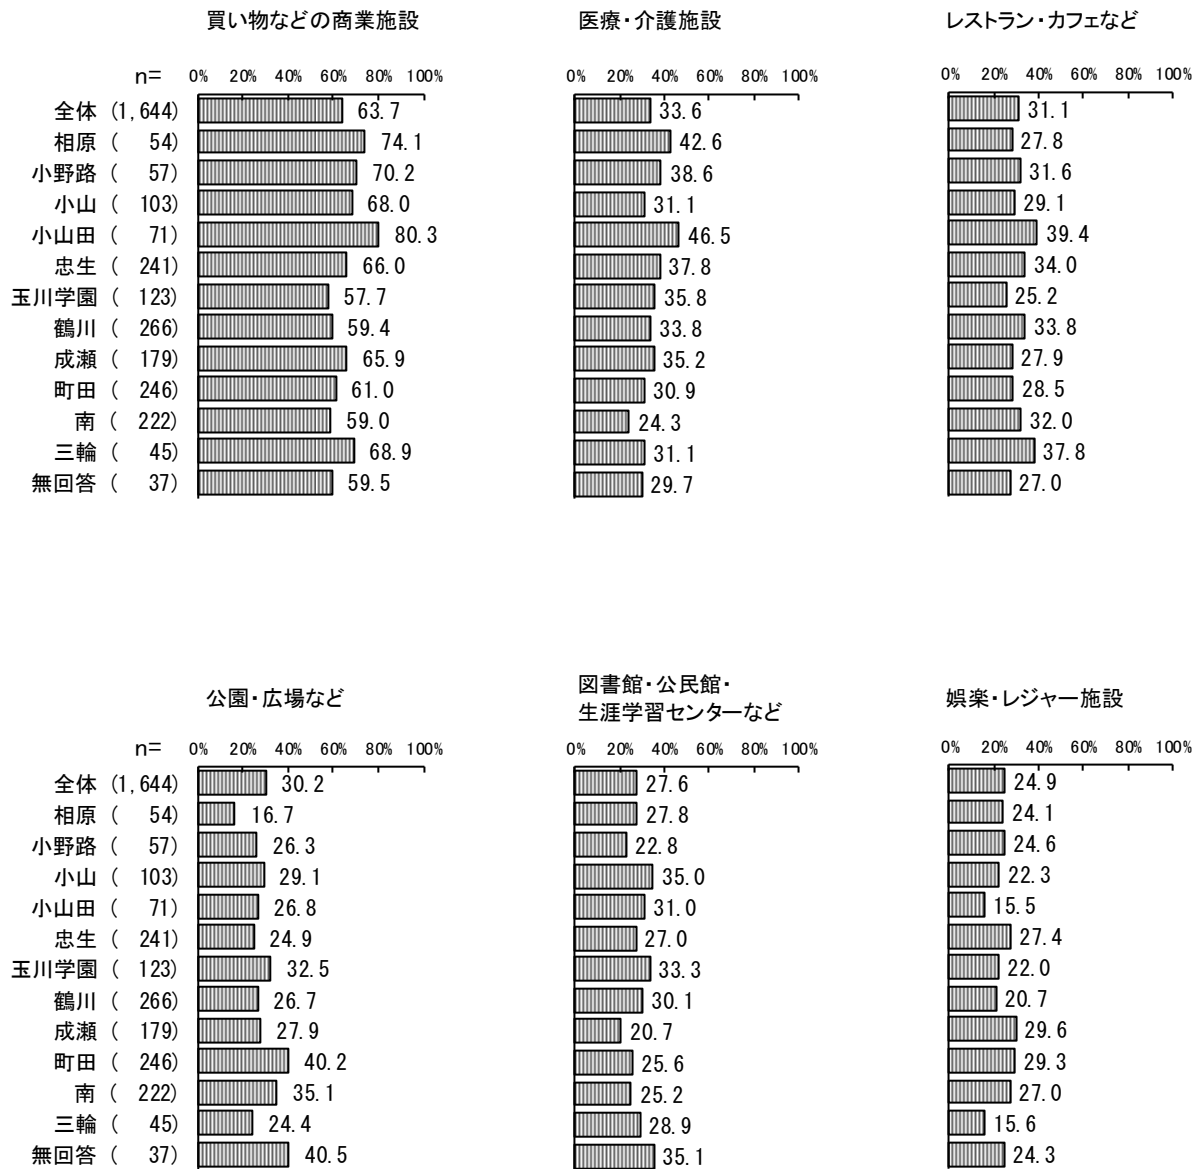 買い物などの商業施設 医療・介護施設 レストラン・カフェなど
n= 0% 20% 40% 60% 80% 100% 0% 20% 40% 60% 80% 100% 0% 20% 40% 60% 80% 100%
全体 (1,644) 63.7 33.6 31.1
相原 ( 54) 74.1 42.6 27.8
小野路 ( 57) 70.2 38.6 31.6
小山 ( 103) 68.0 31.1 29.1
小山田 ( 71) 80.3 46.5 39.4
忠生 ( 241) 66.0 37.8 34.0
玉川学園 ( 123) 57.7 35.8 25.2
鶴川 ( 266) 59.4 33.8 33.8
成瀬 ( 179) 65.9 35.2 27.9
町田 ( 246) 61.0 30.9 28.5
南 ( 222) 59.0 24.3 32.0
三輪 ( 45) 68.9 31.1 37.8
無回答 ( 37) 59.5 29.7 27.0
公園・広場など 図書館・公民館・ 娯楽・レジャー施設
生涯学習センターなど
n= 0% 20% 40% 60% 80% 100% 0% 20% 40% 60% 80% 100% 0% 20% 40% 60% 80% 100%
全体 (1,644) 30.2 27.6 24.9
相原 ( 54) 16.7 27.8 24.1
小野路 ( 57) 26.3 22.8 24.6
小山 ( 103) 29.1 35.0 22.3
小山田 ( 71) 26.8 31.0 15.5
忠生 ( 241) 24.9 27.0 27.4
玉川学園 ( 123) 32.5 33.3 22.0
鶴川 ( 266) 26.7 30.1 20.7
成瀬 ( 179) 27.9 20.7 29.6
町田 ( 246) 40.2 25.6 29.3
南 ( 222) 35.1 25.2 27.0
三輪 ( 45) 24.4 28.9 15.6
無回答 ( 37) 40.5 35.1 24.3